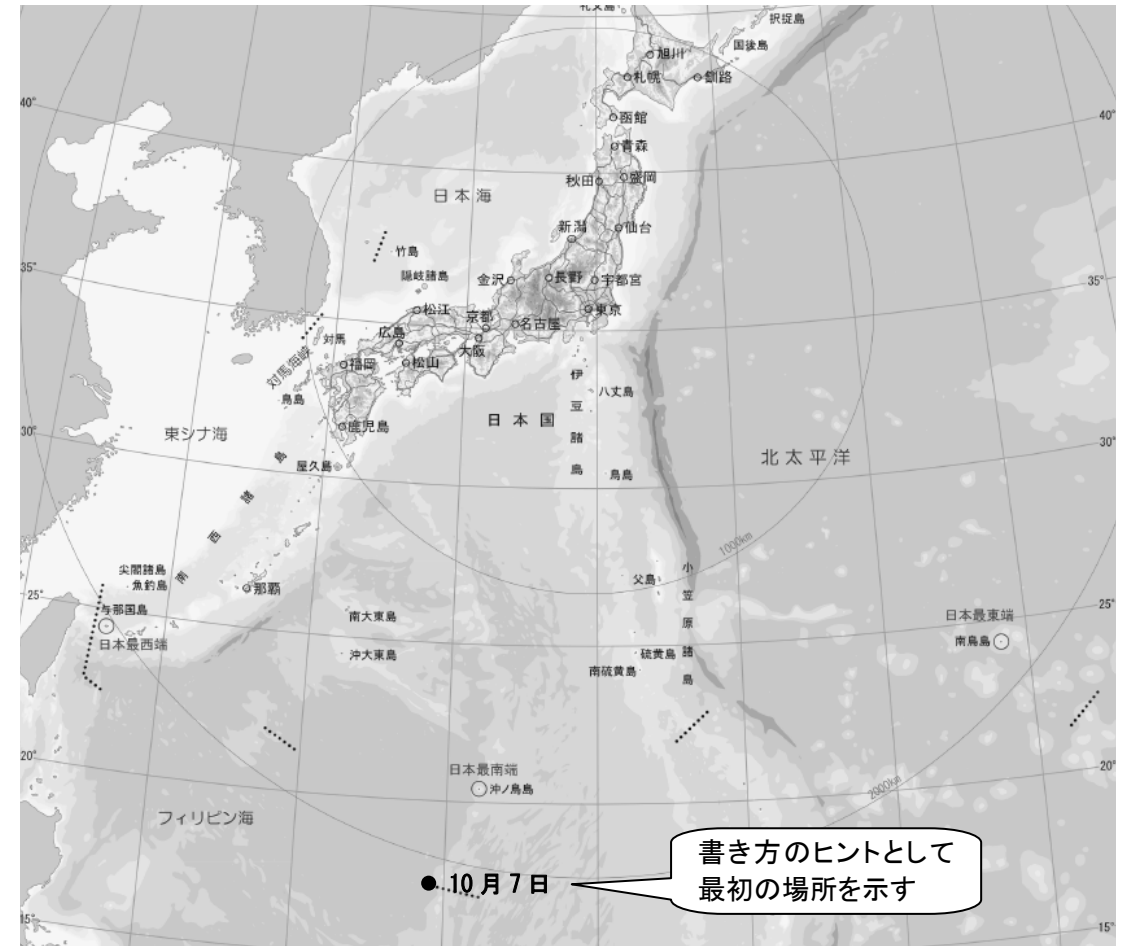 礼文島
択捉島
国後島
旭川
札幌
釧路
40°
函館
40°
青森
秋田
盛岡
日本海
新潟
仙台
竹島
35°
隠岐諸島
金沢
長野
宇都宮
35°
松江
京都
東京
名古屋
広島
対馬
大阪
対馬海峡
福岡
松山
伊豆諸島
八丈島
鳥島
日本国
30°
東シナ海
鹿児島
30°
北太平洋
屋久島
鳥島
南西諸島
1000km
尖閣諸島
魚釣島
那覇
父島
小笠原諸島
25°
与那国島
南大東島
25°
日本最東端
日本最西端
沖大東島
硫黄島
南鳥島
南硫黄島
20°
日本最南端
20°
沖ノ鳥島
2000km
フィリピン海
書き方のヒントとして
最初の場所を示す
10月7日
15°
15°